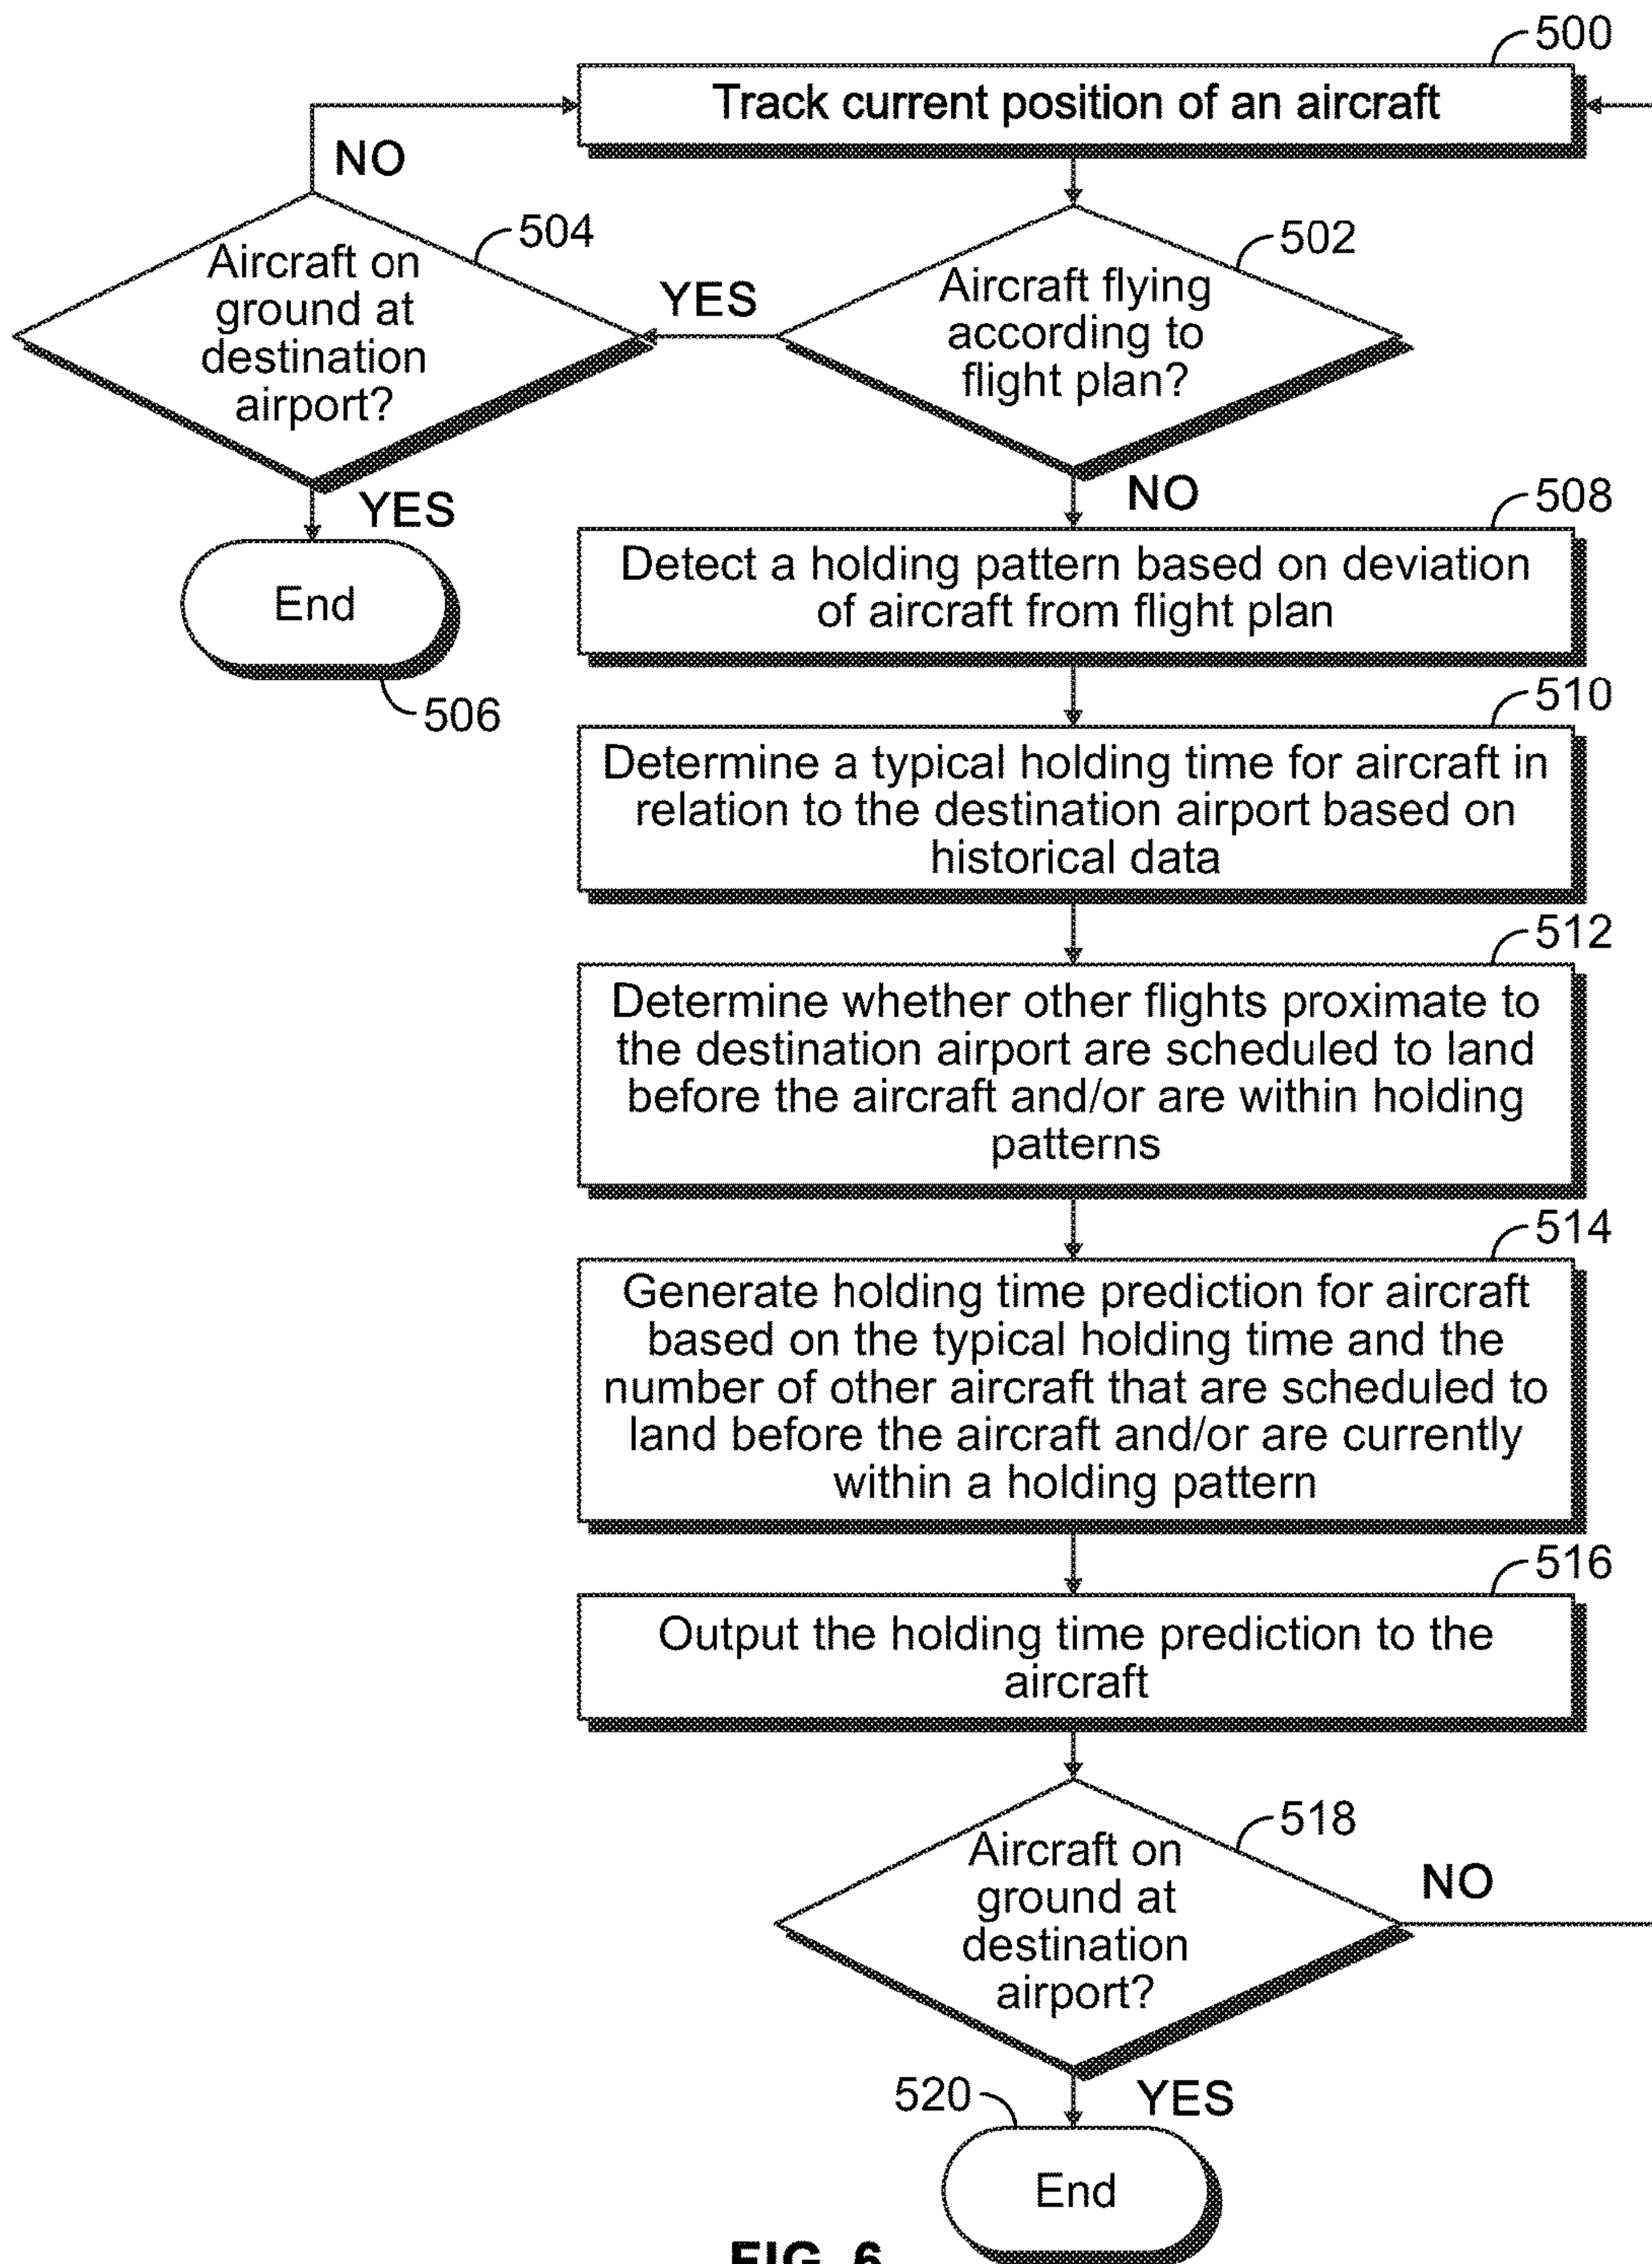 500
Track current position of an aircraft
NO
504
Aircraft on
ground at
destination
airport?
YES
502
Aircraft flying
according to
flight plan?
YES
End
506
NO
508
Detect a holding pattern based on deviation
of aircraft from flight plan
510
Determine a typical holding time for aircraft in
relation to the destination airport based on
historical data
512
Determine whether other flights proximate to
the destination airport are scheduled to land
before the aircraft and/or are within holding
patterns
514
Generate holding time prediction for aircraft
based on the typical holding time and the
number of other aircraft that are scheduled to
land before the aircraft and/or are currently
within a holding pattern
516
Output the holding time prediction to the
aircraft
518
Aircraft on
ground at
destination
airport?
NO
520
YES
End
FIG. 6